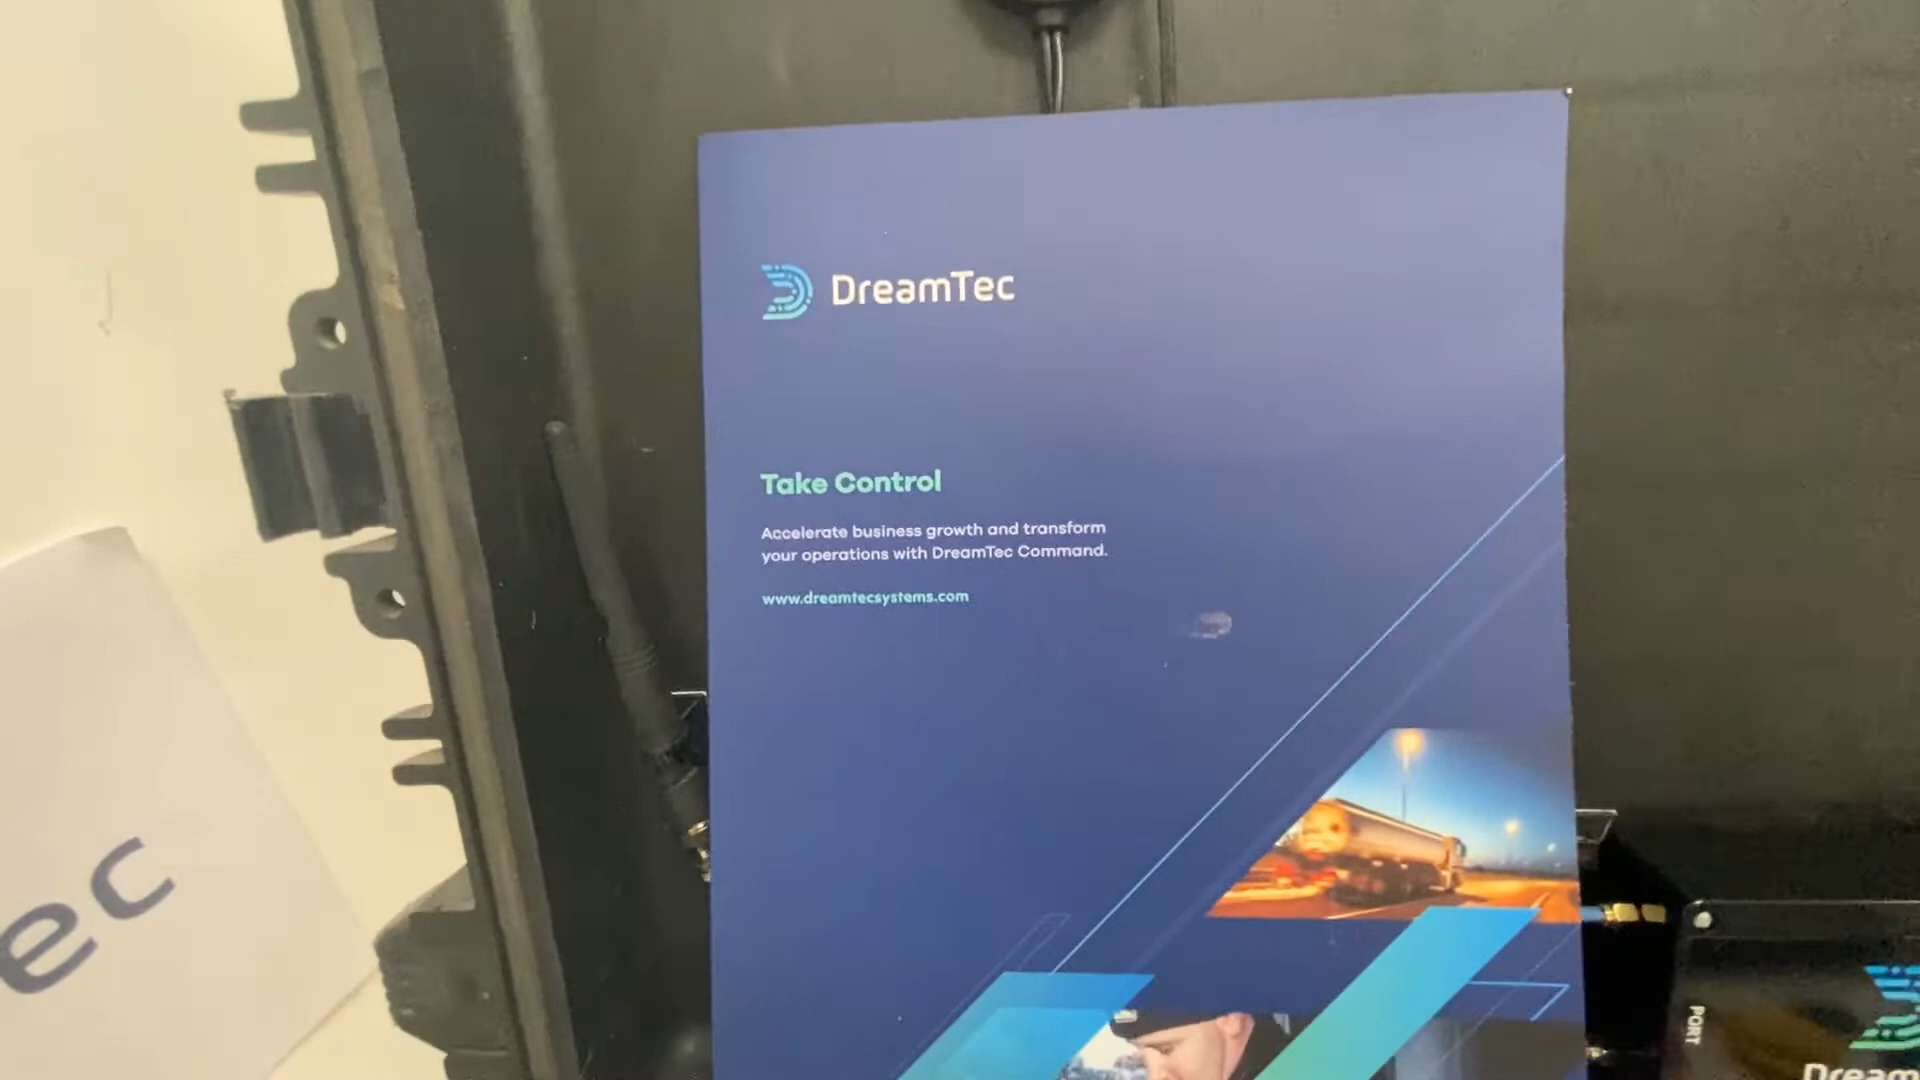 DreamTec
Take Control
Accelerate business growth and transform
your operations with DreamTec Command.
www.dreamtecsystems.com
ec
PORT
Dream